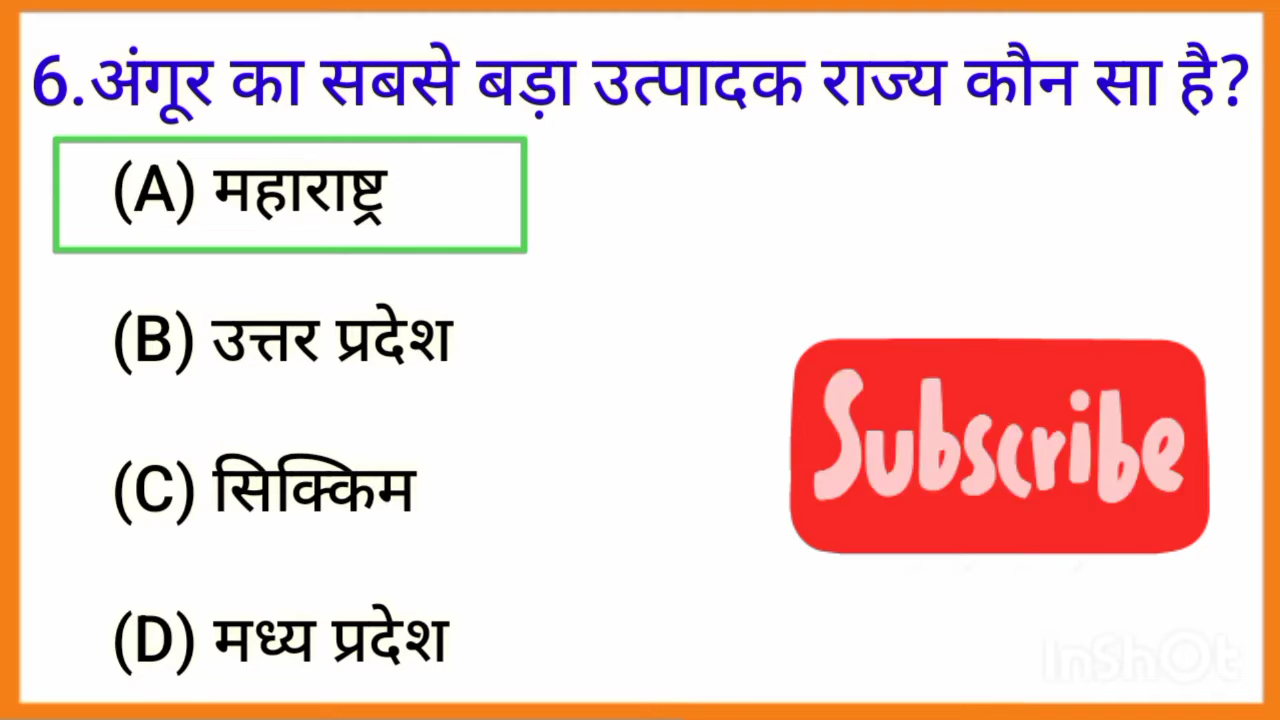 6.अंगूर का सबसे बड़ा उत्पादक राज्य कौन सा है?
(A) महाराष्ट्र
(B) उत्तर प्रदेश
(C) सिक्किम
(D) मध्य प्रदेश
Subscribe
InShOt